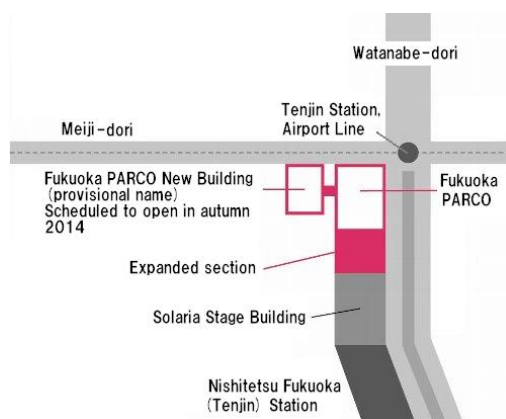 Watanabe-dori
Tenjin Station,
Airport Line
Meiji-dori
Fukuoka PARCO New Building
(provisional name)
Scheduled to open in autumn
2014
Fukuoka
PARCO
Expanded section
Solaria Stage Building
Nishitetsu Fukuoka
(Tenjin) Station